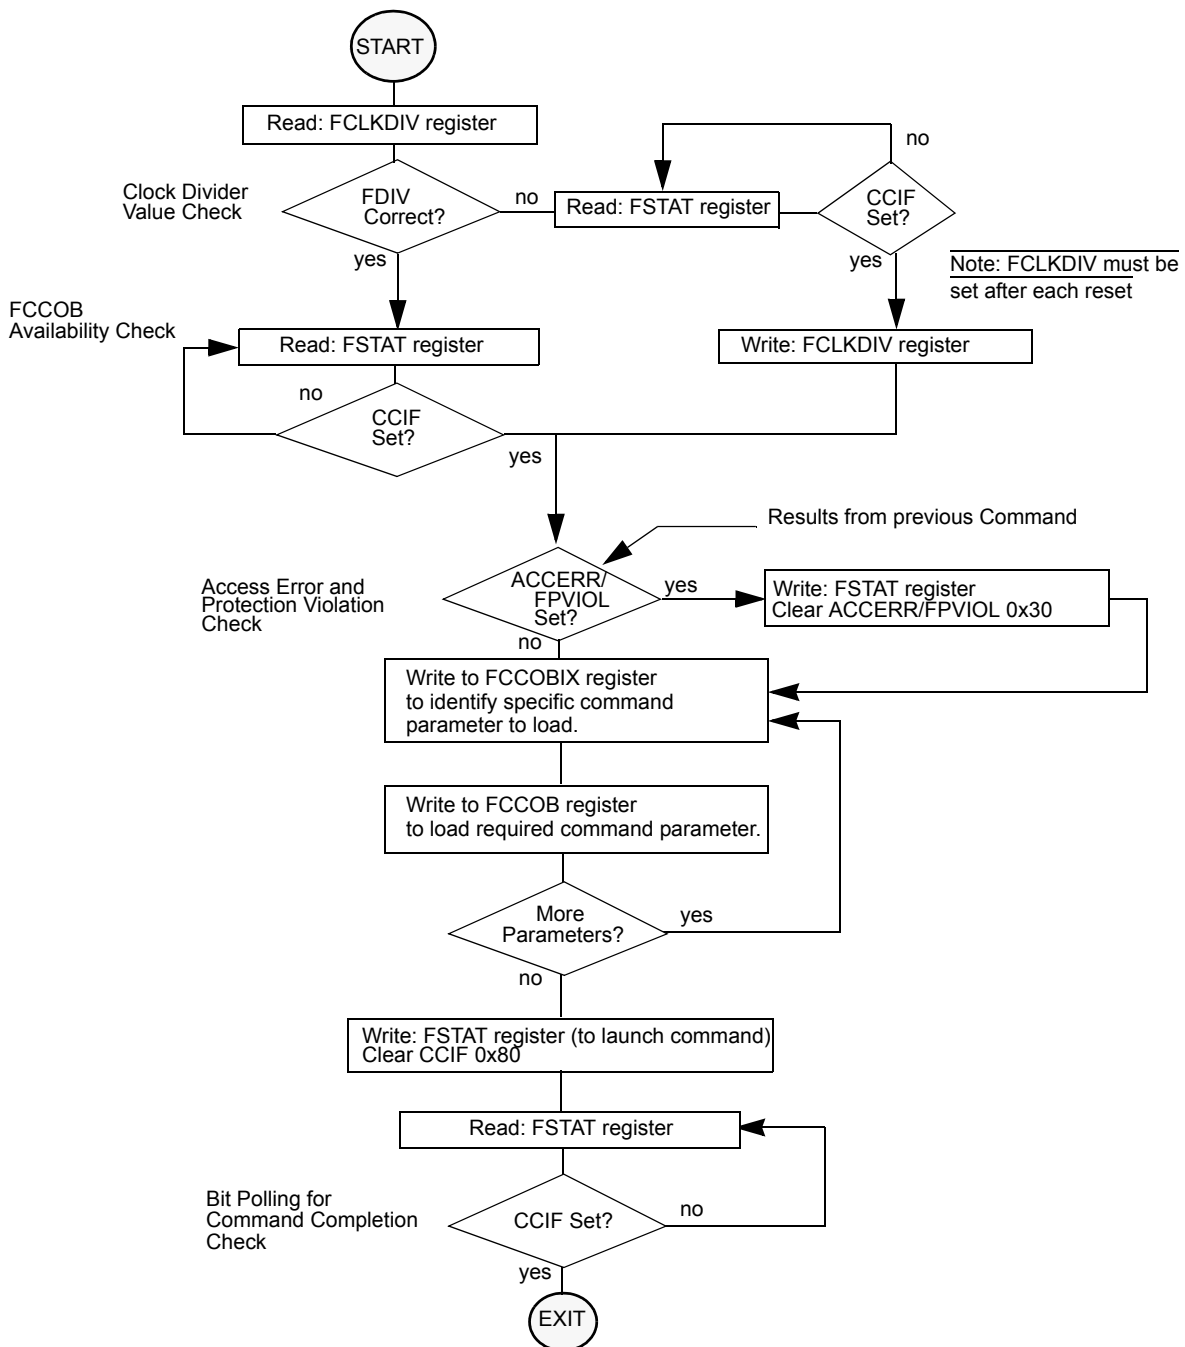 START
Read: FCLKDIV register
Clock Divider
Value Check
FDIV
Correct?
no
yes
Read: FSTAT register
no
CCIF
Set?
yes
Note: FCLKDIV must be
set after each reset
FCCOB
Availability Check
Read: FSTAT register
Write: FCLKDIV register
no
CCIF
Set?
yes
Results from previous Command
Access Error and
Protection Violation
Check
ACCERR/
FPVIOL
Set?
yes
no
Write: FSTAT register
Clear ACCERR/FPVIOL 0x30
Write to FCCOBIX register
to identify specific command
parameter to load.
Write to FCCOB register
to load required command parameter.
More
Parameters?
yes
no
Write: FSTAT register (to launch command)
Clear CCIF 0x80
Read: FSTAT register
Bit Polling for
Command Completion
Check
CCIF Set?
no
yes
EXIT